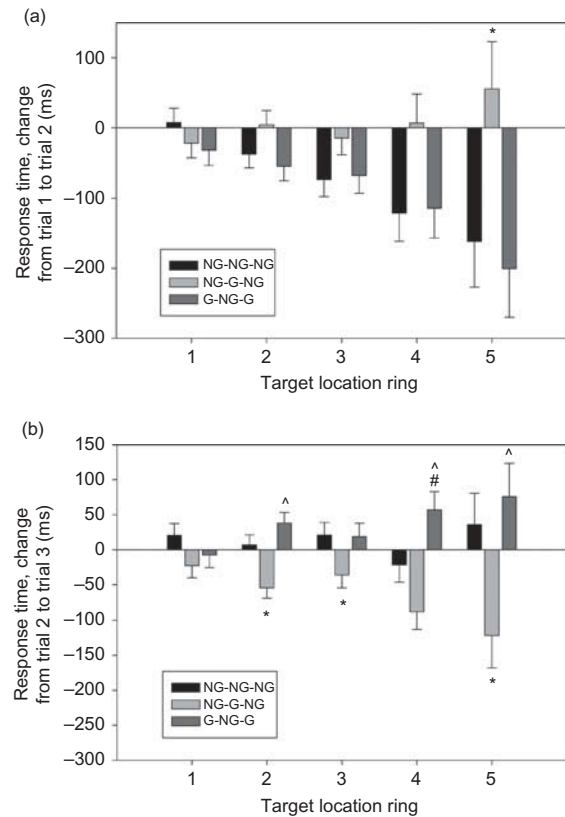 (a)
Response time, change
from trial 1 to trial 2 (ms)
100
0
−100
−200
−300
*
NG-NG-NG
NG-G-NG
G-NG-G
1 2 3 4 5
Target location ring
(b)
Response time, change
from trial 2 to trial 3 (ms)
150
100
50
0
−50
−100
−150
−200
−250
−300
^
^
#
^
*
*
*
NG-NG-NG
NG-G-NG
G-NG-G
1 2 3 4 5
Target location ring